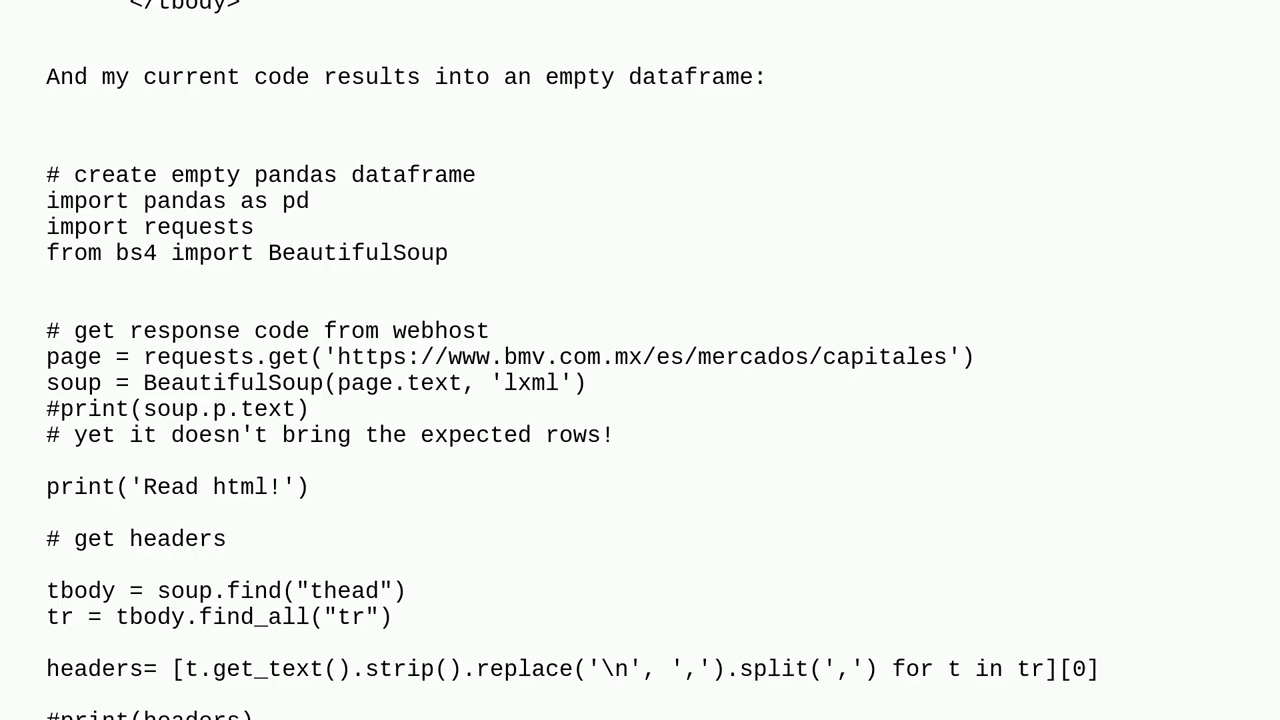 </tbody>
And my current code results into an empty dataframe:
# create empty pandas dataframe
import pandas as pd
import requests
from bs4 import BeautifulSoup
# get response code from webhost
page = requests.get('https://www.bmv.com.mx/es/mercados/capitales')
soup = BeautifulSoup(page.text, 'lxml')
#print(soup.p.text)
# yet it doesn't bring the expected rows!
print('Read html!')
# get headers
tbody = soup.find("thead")
tr = tbody.find_all("tr")
headers= [t.get_text().strip().replace('\n', ',').split(',') for t in tr][0]
#print(headers)